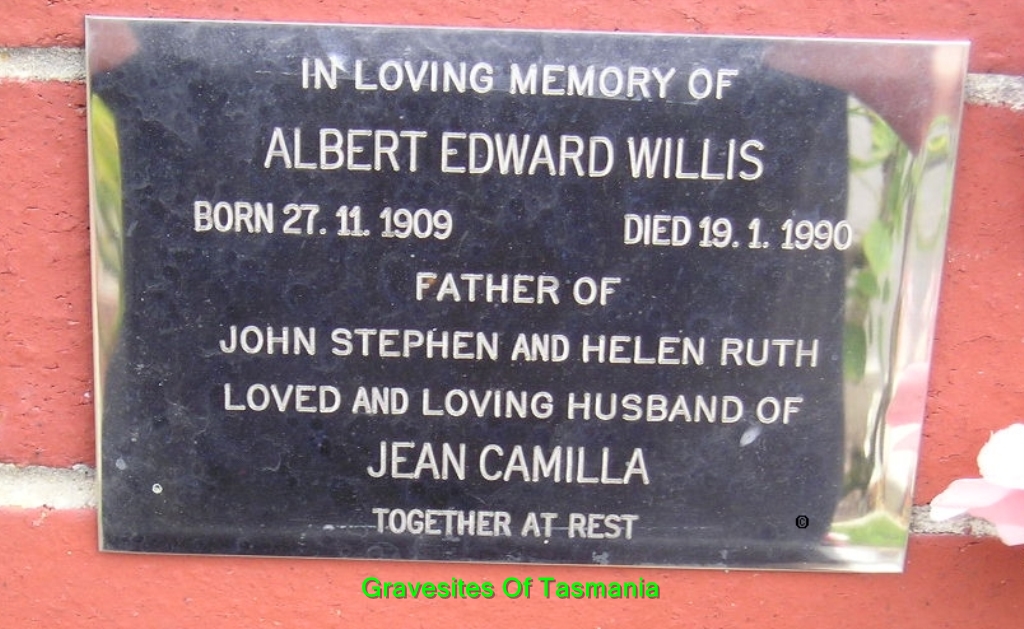 IN LOVING MEMORY OF
ALBERT EDWARD WILLIS
BORN 27. 11. 1909 DIED 19. 1. 1990
FATHER OF
JOHN STEPHEN AND HELEN RUTH
LOVED AND LOVING HUSBAND OF
JEAN CAMILLA
TOGETHER AT REST
©
Gravesites Of Tasmania